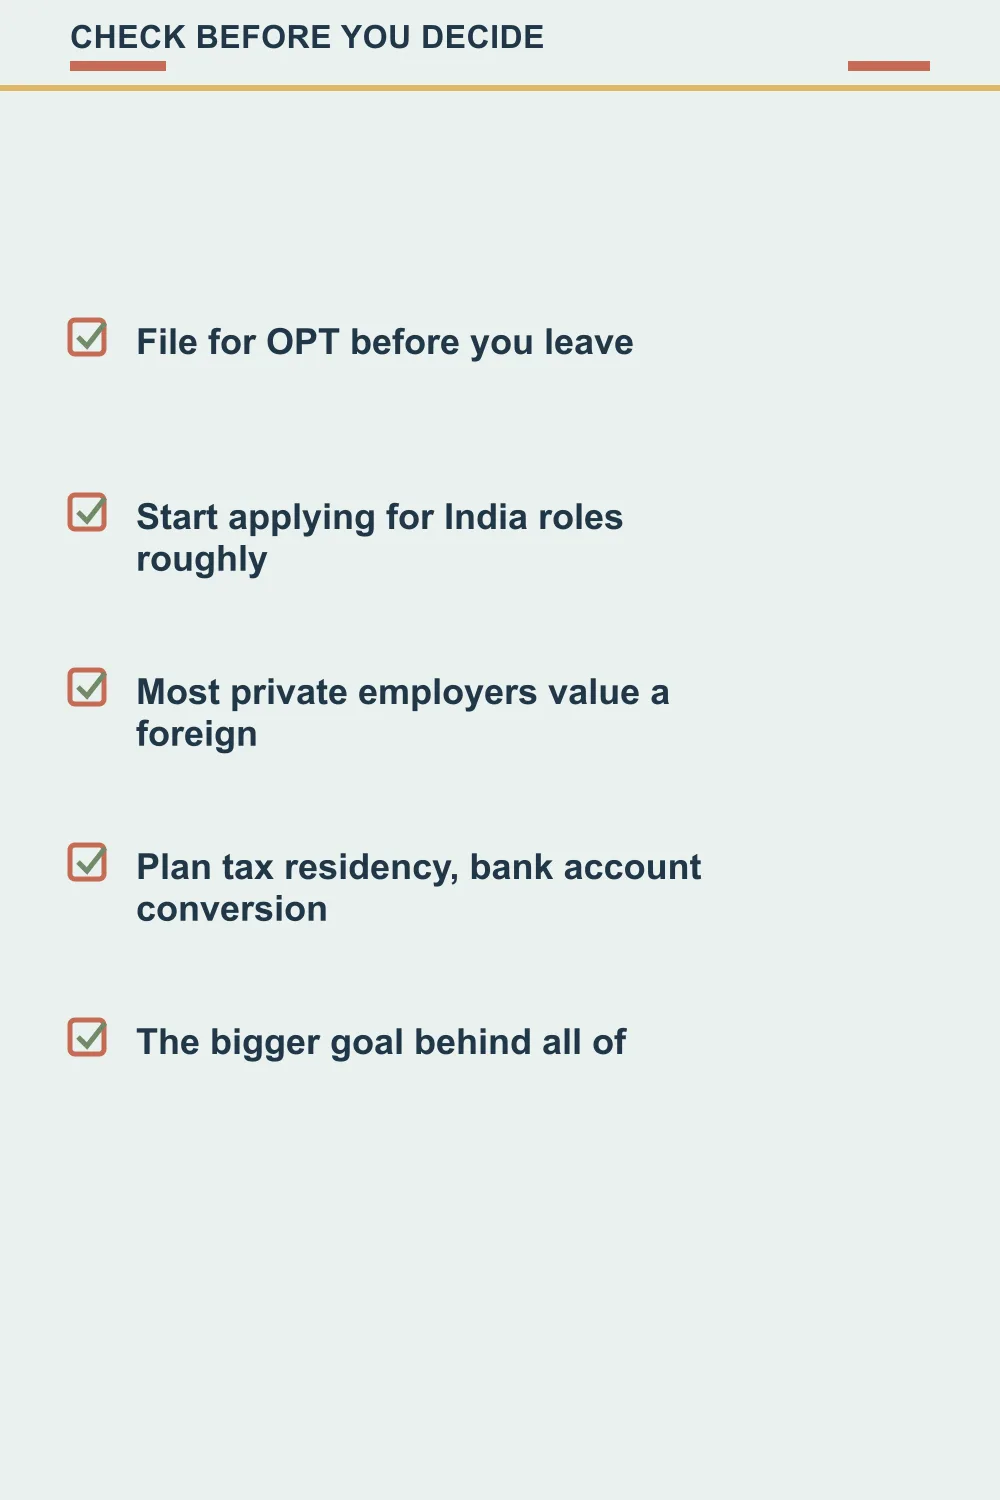 CHECK BEFORE YOU DECIDE
File for OPT before you leave
Start applying for India roles
roughly
Most private employers value a
foreign
Plan tax residency, bank account
conversion
The bigger goal behind all of